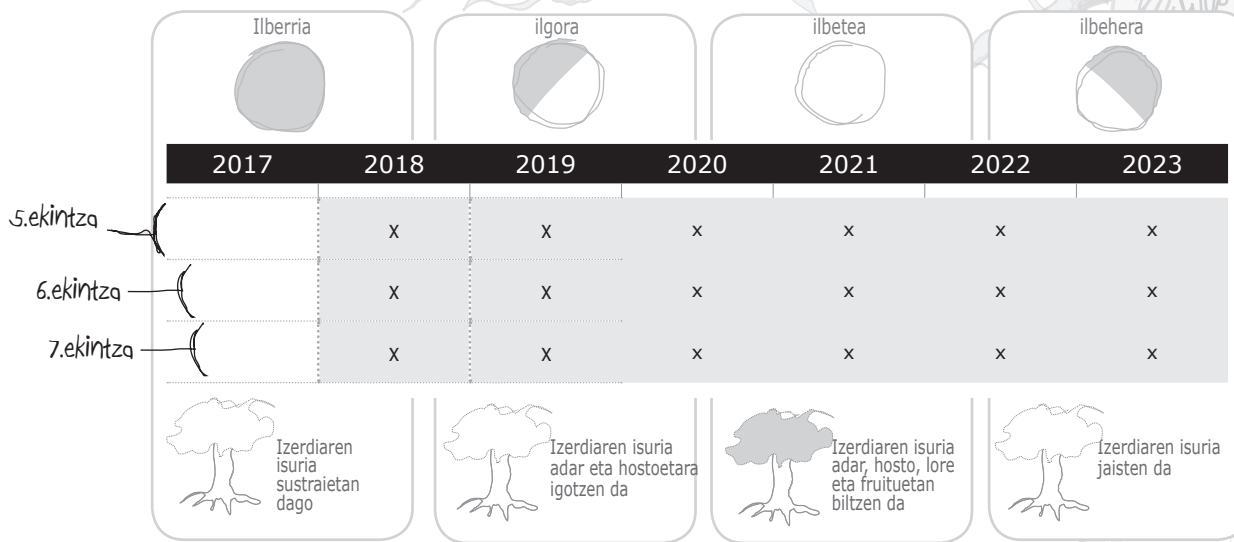 Ilberria
ilgora
ilbetea
ilbehera
2017 2018 2019 2020 2021 2022 2023
5.ekintza x x x x x x
6.ekintza x x x x x x
7.ekintza x x x x x x
Izerdiaren
isuria
sustraietan
dago
Izerdiaren isuria
adar eta hostoetara
igotzen da
Izerdiaren isuria
adar, hosto, lore
eta fruituetan
biltzen da
Izerdiaren isuria
jaisten da